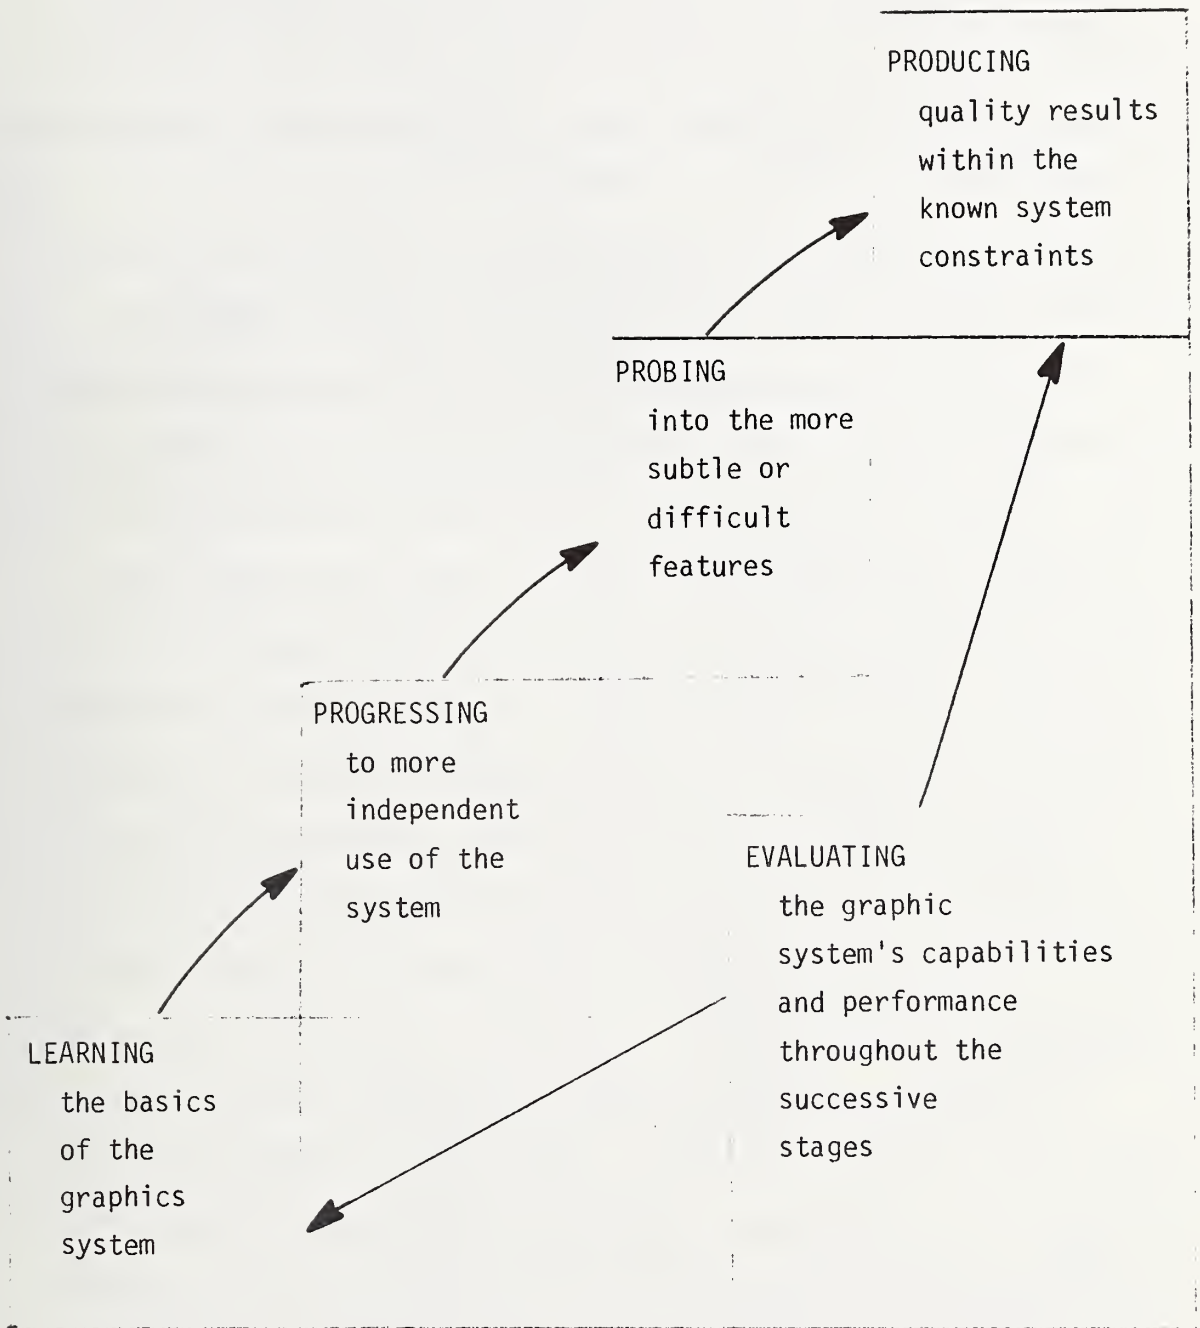 PRODUCING
quality results
within the
known system
constraints
PROBING
into the more
subtle or
difficult
features
PROGRESSING
to more
independent
use of the
system
EVALUATING
the graphic
system's capabilities
and performance
throughout the
successive
stages
LEARNING
the basics
of the
graphics
system